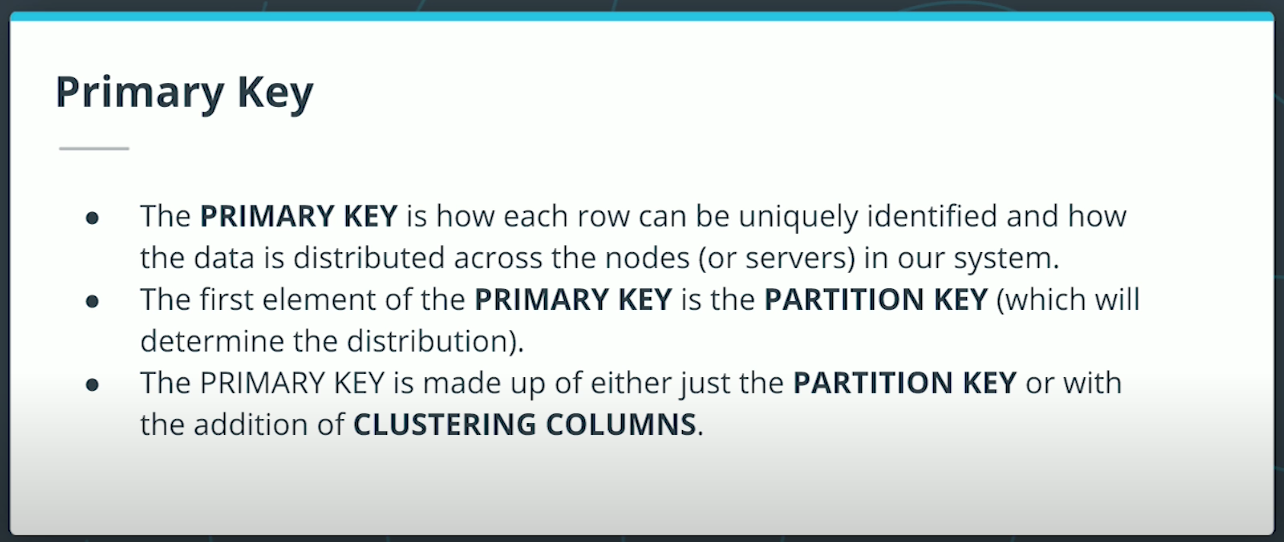 Primary Key
● The PRIMARY KEY is how each row can be uniquely identified and how
the data is distributed across the nodes (or servers) in our system.
● The first element of the PRIMARY KEY is the PARTITION KEY (which will
determine the distribution).
● The PRIMARY KEY is made up of either just the PARTITION KEY or with
the addition of CLUSTERING COLUMNS.